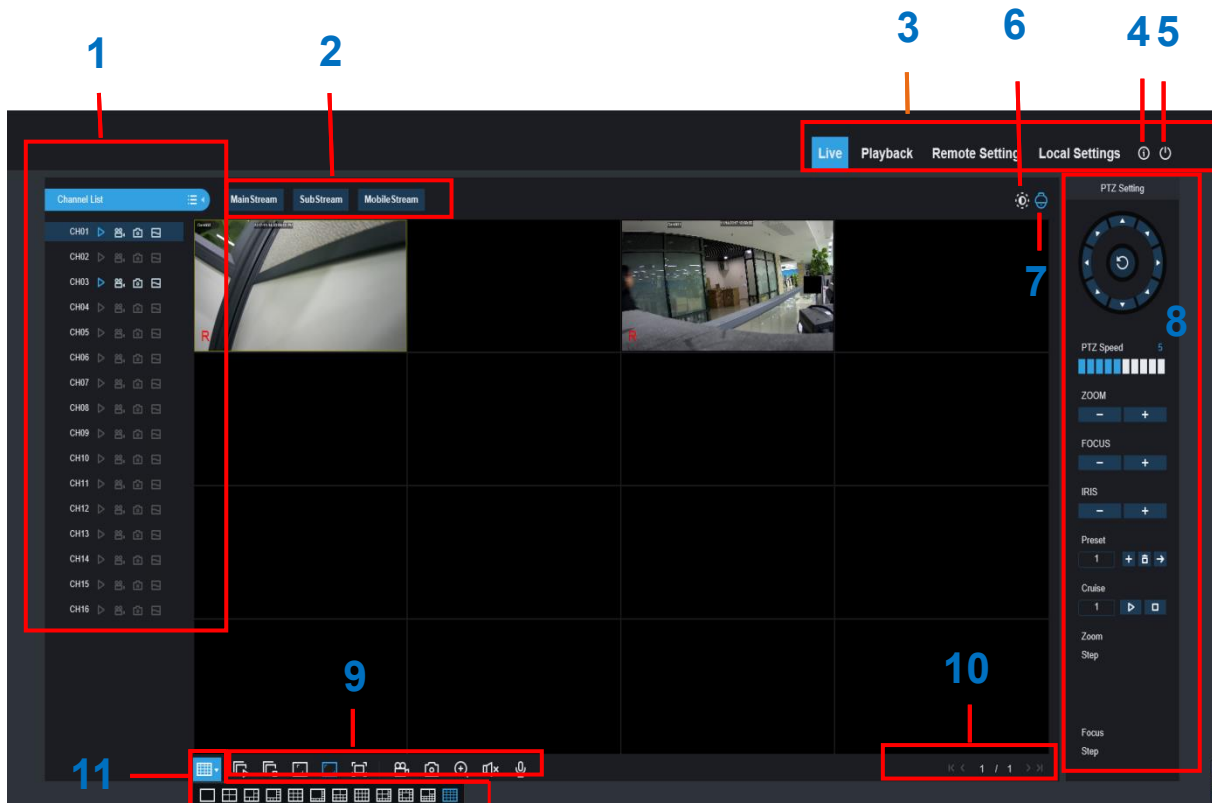 1
2
3
6
4
5
Live Playback Remote Setting Local Settings
Channel List
Main Stream Sub Stream Mobile Stream
PTZ Setting
7
8
CH01
CH02
CH03
CH04
CH05
CH06
CH07
CH08
CH09
CH10
CH11
CH12
CH13
CH14
CH15
CH16
R
R
PTZ Speed 5
ZOOM
- +
FOCUS
- +
IRIS
- +
Preset
1 +
Cruise
1
Zoom
Step
Focus
Step
9
10
11
1 / 1